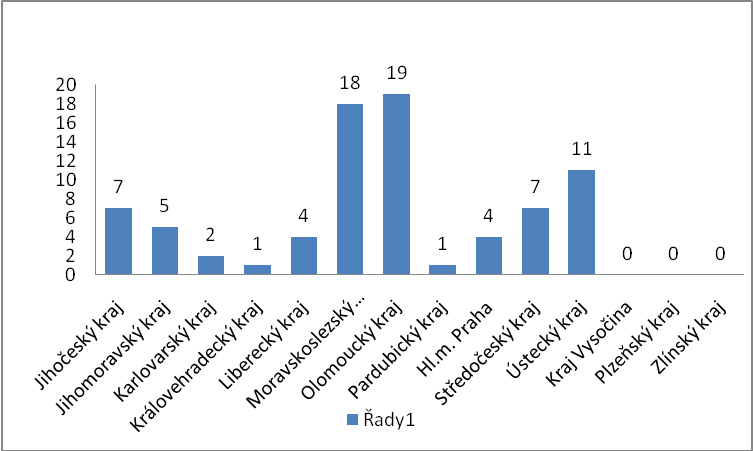 20
18
16
14
12
10
8
6
4
2
0
7
5
2
1
4
18
19
1
4
7
11
0
0
0
Jihočeský kraj
Jihomoravský kraj
Karlovarský kraj
Královehradecký kraj
Liberecký kraj
Moravskoslezský...
Olomoucký kraj
Pardubický kraj
Hl.m. Praha
Středočeský kraj
Ústecký kraj
Kraj Vysočina
Plzeňský kraj
Zlínský kraj
Řady1